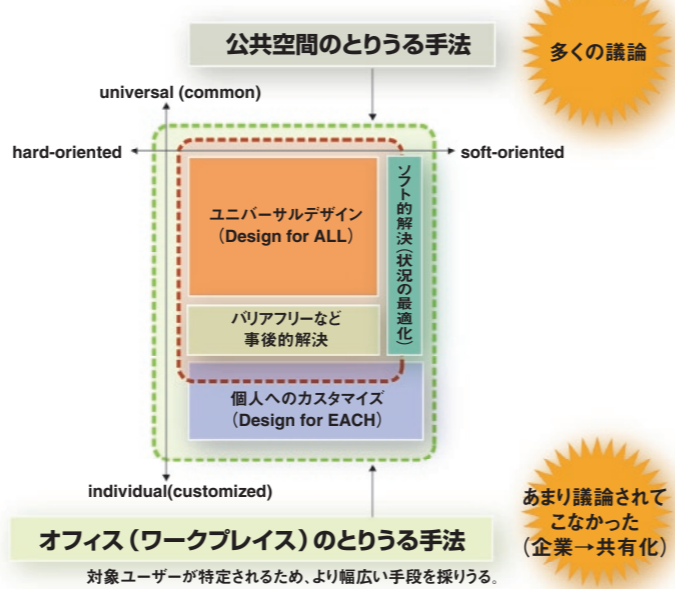 公共空間のとりうる手法
多くの議論
universal (common)
hard-oriented
soft-oriented
ユニバーサルデザイン
（Design for ALL）
ソフト的解決（状況の最適化）
バリアフリーなど
事後的解決
個人へのカスタマイズ
（Design for EACH）
individual(customized)
オフィス（ワークプレイス）のとりうる手法
あまり議論されて
こなかった
（企業→共有化）
対象ユーザーが特定されるため、より幅広い手段を採りうる。